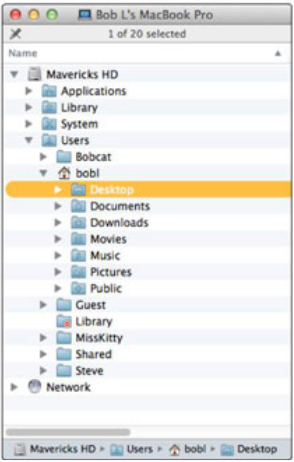 Bob L's MacBook Pro
1 of 20 selected
Name
Mavericks HD
Applications
Library
System
Users
Bobcat
bobl
Desktop
Documents
Downloads
Movies
Music
Pictures
Public
Guest
Library
MissKitty
Shared
Steve
Network
Mavericks HD ▸ Users ▸ bobl ▸ Desktop